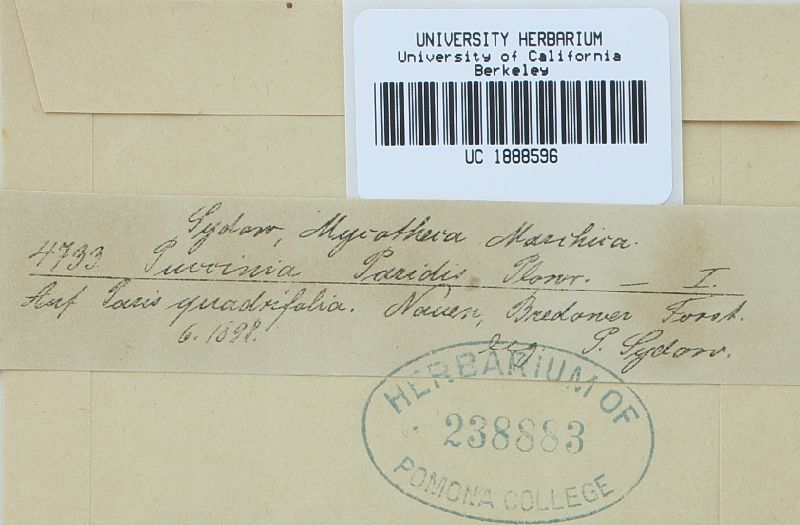 UNIVERSITY HERBARIUM
University of California
Berkeley
UC 1888596
Sydow, Mycotheca Marchica.
4733. Puccinia Paridis Plowr. — I.
Auf Paris quadrifolia. Nauen, Bredower Forst.
6. 1898. leg. P. Sydow.
HERBARIUM OF
238883
POMONA COLLEGE